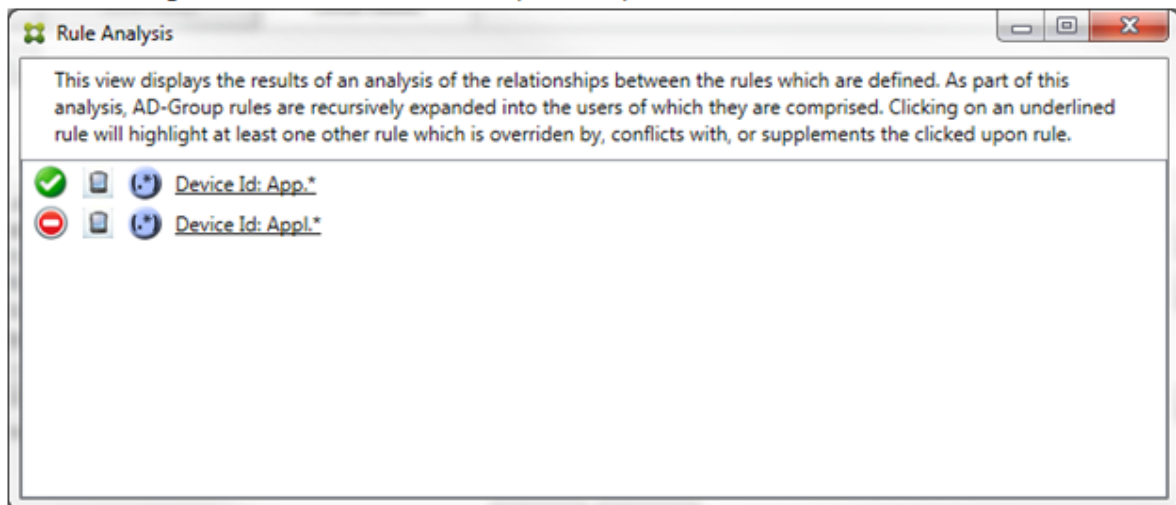 Rule Analysis
This view displays the results of an analysis of the relationships between the rules which are defined. As part of this
analysis, AD-Group rules are recursively expanded into the users of which they are comprised. Clicking on an underlined
rule will highlight at least one other rule which is overriden by, conflicts with, or supplements the clicked upon rule.
(.*) Device Id: App.*
(.*) Device Id: Appl.*